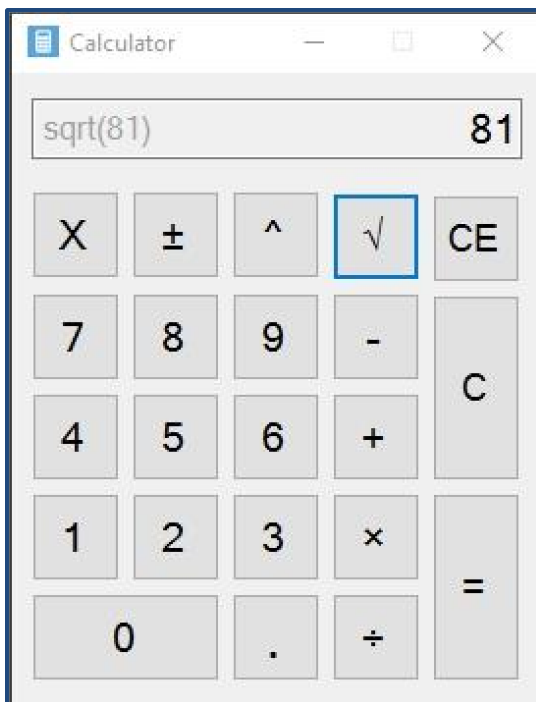 Calculator
sqrt(81) 81
X ± ^ √ CE
7 8 9 -
C
4 5 6 +
1 2 3 ×
=
0 . ÷